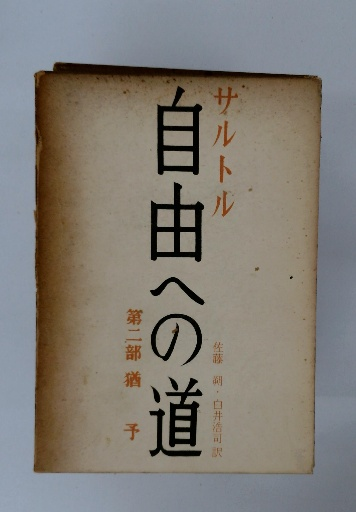 サルトル
自由への道
第二部 猶予
佐藤 朔・白井浩司訳